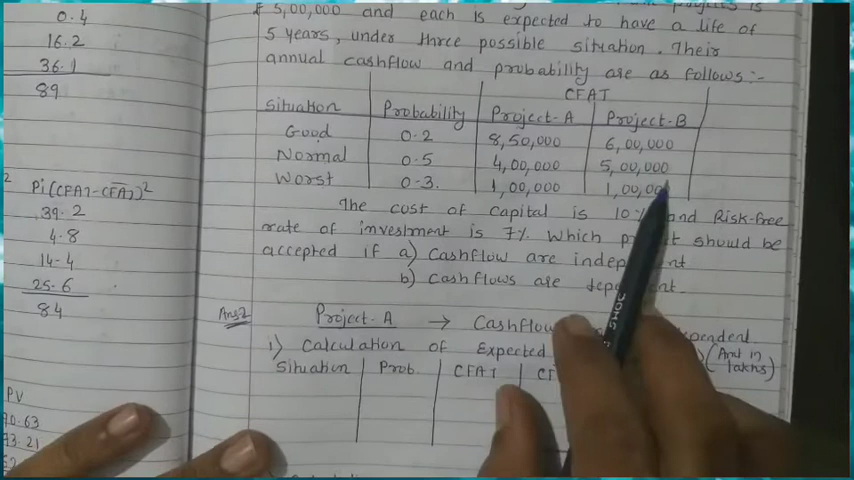 0.4
16.2
36.1
89
2 Pi(CFAT-CFAT)2
39.2
4.8
14.4
25.6
84
PV
73.21
₹ 5,00,000 and each is expected to have a life of
5 years, under three possible situation. Their
annual cashflow and probability are as follows:-
CFAT
Situation Probability Project-A Project-B
Good 0.2 8,50,000 6,00,000
Normal 0.5 4,00,000 5,00,000
Worst 0.3. 1,00,000 1,00,000
The cost of capital is 10% and Risk-Free
rate of investment is 7%. Which should be
accepted if a) Cashflow are independent
b) Cashflows are dependent.
Ans2 Project-A → Cashflow
1) Calculation of Expected (Amt in lakhs)
Situation Prob. CFAT